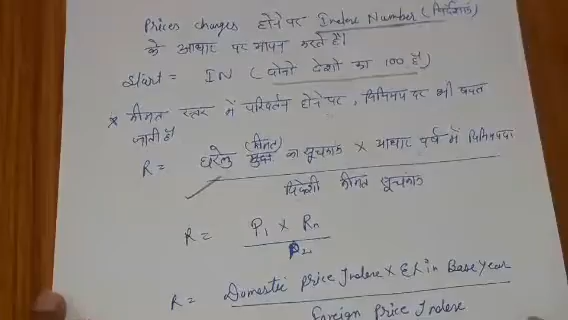 Prices changes होने पर Index Number (निर्देशांक)
के आधार पर मापन करते हैं।
Start = IN (दोनो देशो का 100 है)
* कीमत स्तर में परिवर्तन होने पर, विनिमय दर भी बदल
जाती है
(कीमत)
R = घरेलु का सूचकांक × आधार वर्ष में विनिमय दर
विदेशी कीमत सूचकांक
R = P₁ × Rn
P₂
R = Domestic price Index × EX in Base year
Foreign Price Index